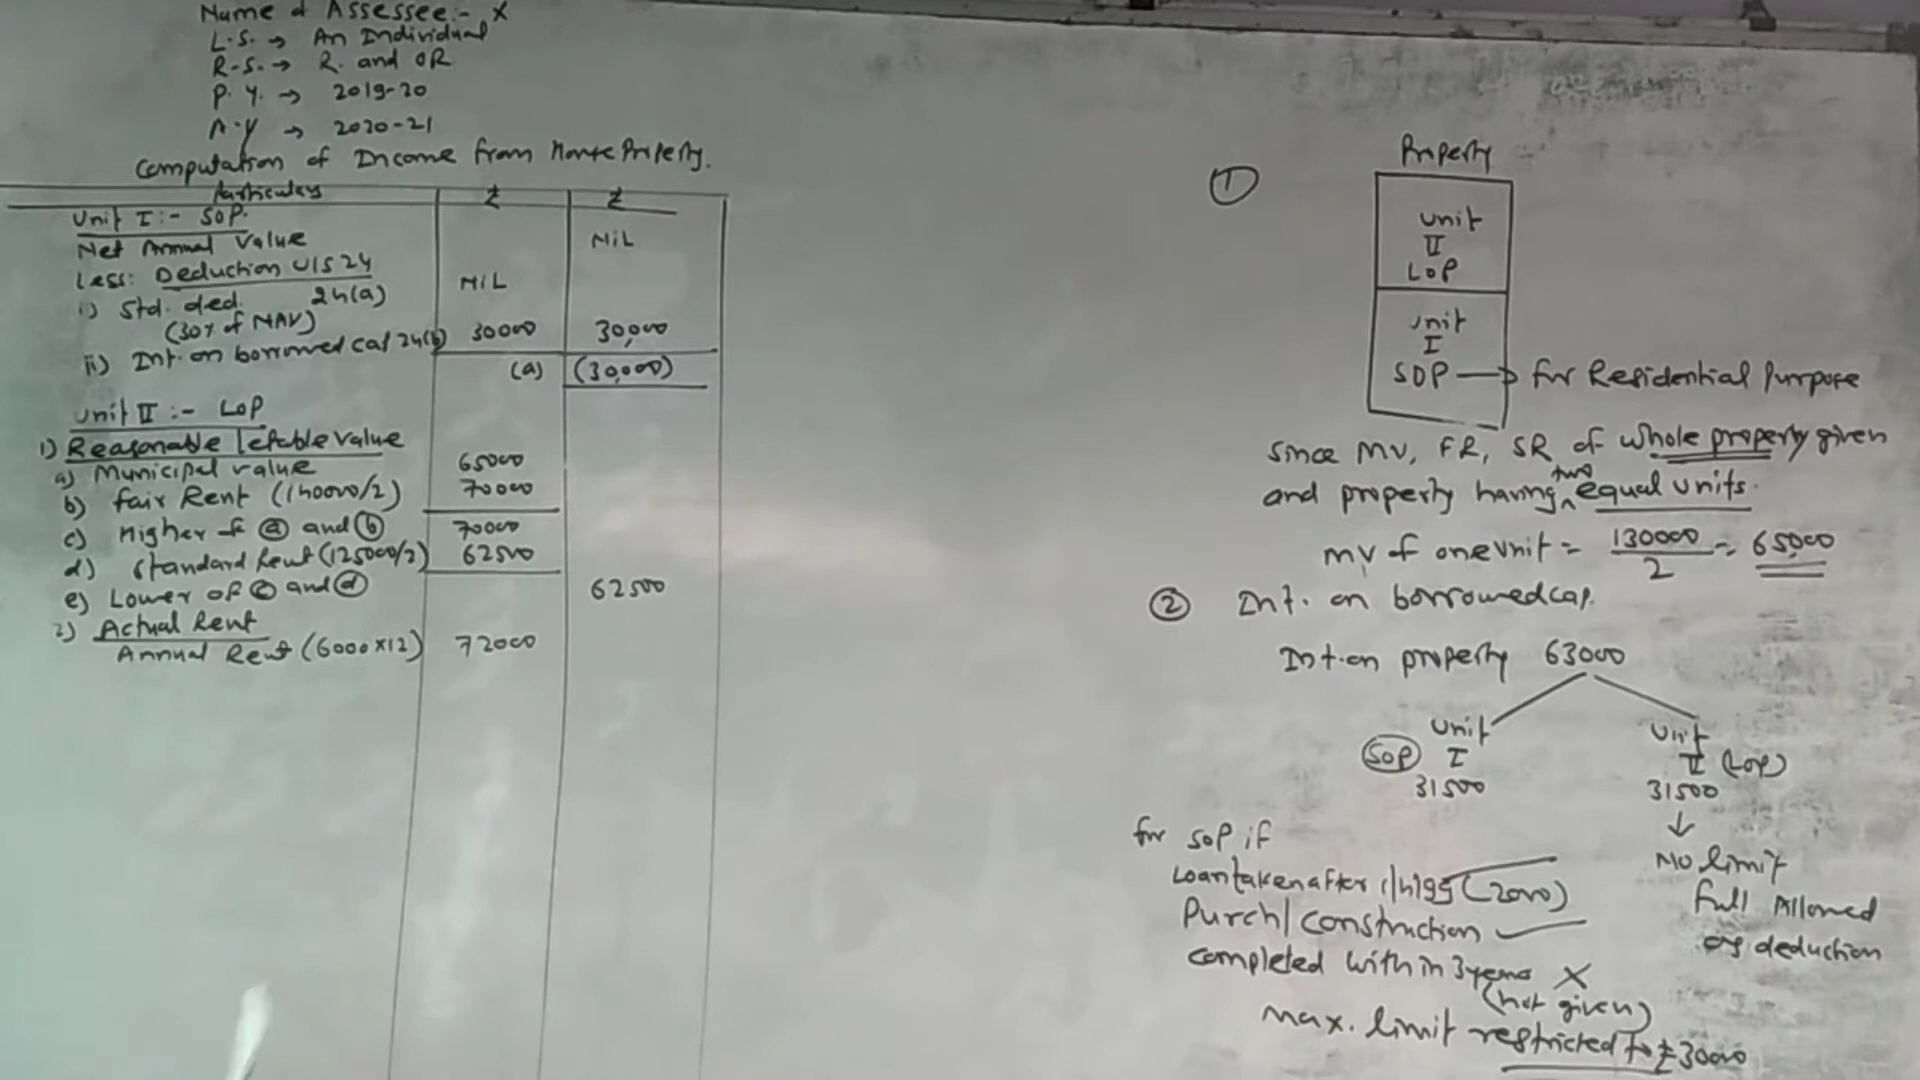 Name of Assessee:- X
L.S. → An Individual
R.S. → R. and OR
P.Y. → 2019-20
A.Y → 2020-21
Computation of Income from House Property.
Particulars ₹ ₹
Unit I :- SOP.
Net Annual Value NiL
Less: Deduction U/S 24
i) Std. ded. 24(a) NiL
(30% of NAV)
ii) Int. on borrowed cap 24(b) 30000 30,000
(a) (30,000)
Unit II :- LOP
1) Reasonable letable value
a) Municipal value 65000
b) fair Rent (140000/2) 70000
c) Higher of (a) and (b) 70000
d) Standard Rent (125000/2) 62500
e) Lower of (c) and (d) 62500
2) Actual Rent
Annual Rent (6000×12) 72000
① Property
unit
II
LOP
unit
I
SOP → for Residential Purpose
Since MV, FR, SR of whole property given
and property having two equal units.
MV of one unit = 130000/2 = 65,000
② Int. on borrowed cap.
Int. on property 63000
Unit
I
SOP
31500
Unit
II (LOP)
31500
↓
No limit
full Allowed
as deduction
for SOP if
Loan taken after 1/4/99 (2000)
Purch/Construction
completed within 3 years X
(not given)
max. limit restricted to ₹30000